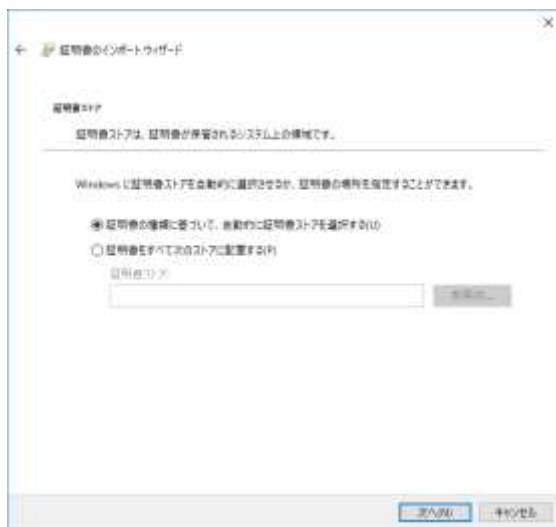 証明書のインポート ウィザード
証明書ストア
証明書ストアは、証明書が保管されるシステム上の領域です。
Windows に証明書ストアを自動的に選択させるか、証明書の場所を指定することができます。
証明書の種類に基づいて、自動的に証明書ストアを選択する(U)
証明書をすべて次のストアに配置する(P)
証明書ストア:
参照(R)...
次へ(N)
キャンセル